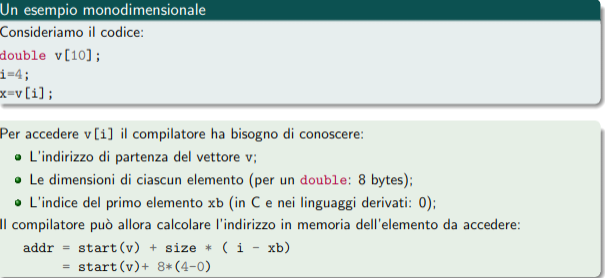 Un esempio monodimensionale
Consideriamo il codice:
double v[10];
i=4;
x=v[i];
Per accedere v[i] il compilatore ha bisogno di conoscere:
L'indirizzo di partenza del vettore v;
Le dimensioni di ciascun elemento (per un double: 8 bytes);
L'indice del primo elemento xb (in C e nei linguaggi derivati: 0);
Il compilatore può allora calcolare l'indirizzo in memoria dell'elemento da accedere:
addr = start(v) + size * ( i - xb)
= start(v)+ 8*(4-0)